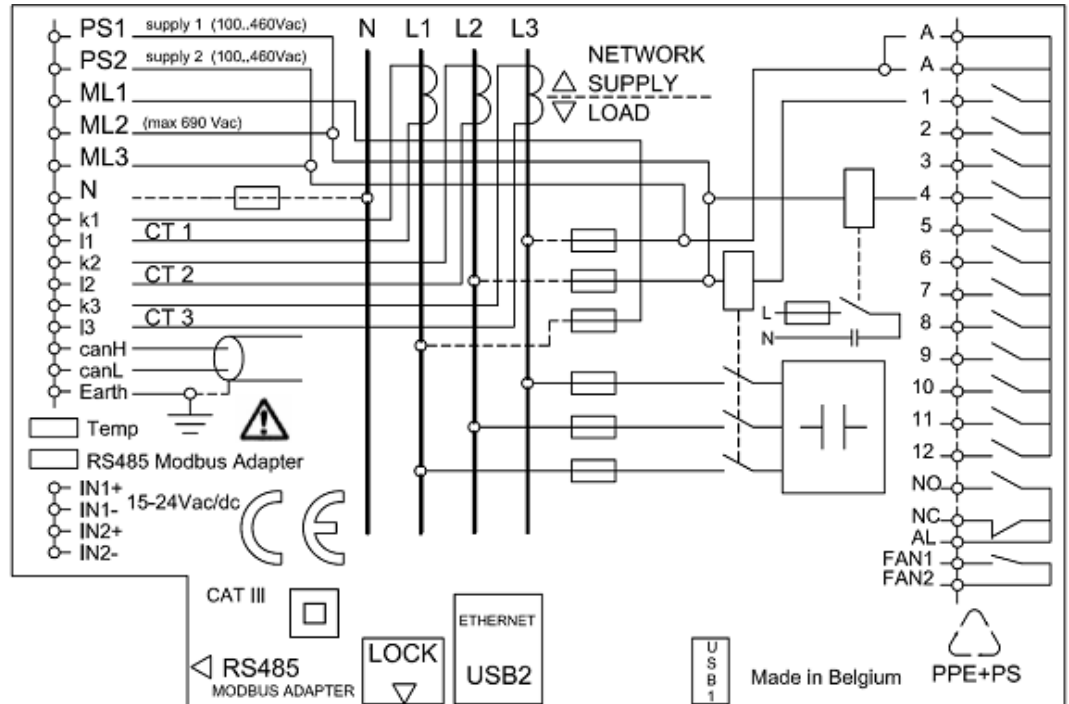 PS1 supply 1 (100..460Vac)
PS2 supply 2 (100..460Vac)
ML1
ML2 (max 690 Vac)
ML3
N
k1
l1 CT 1
k2
l2 CT 2
k3
l3 CT 3
canH
canL
Earth
Temp
RS485 Modbus Adapter
IN1+
IN1-
IN2+
IN2-
15-24Vac/dc
CE
N L1 L2 L3
NETWORK
SUPPLY
LOAD
L
N
A
A
1
2
3
4
5
6
7
8
9
10
11
12
NO
NC
AL
FAN1
FAN2
CAT III
RS485
MODBUS ADAPTER
LOCK
ETHERNET
USB2
USB1
Made in Belgium
PPE+PS